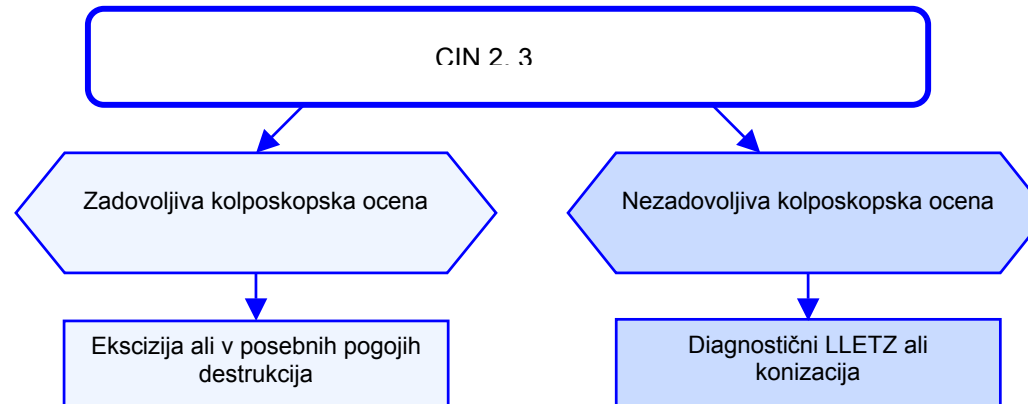 CIN 2, 3
Zadovoljiva kolposkopska ocena
Nezadovoljiva kolposkopska ocena
Ekscizija ali v posebnih pogojih
destrukcija
Diagnostični LLETZ ali
konizacija